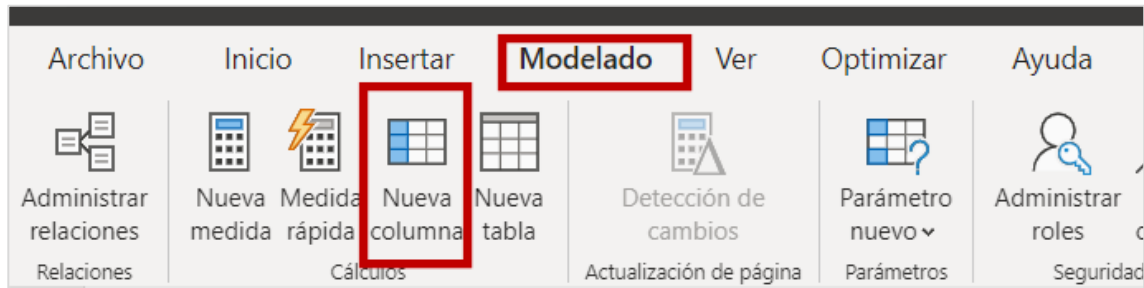 Archivo Inicio Insertar Modelado Ver Optimizar Ayuda
Administrar Nueva Medida Nueva Nueva Detección de Parámetro Administrar
relaciones medida rápida columna tabla cambios nuevo roles
Relaciones Cálculos Actualización de página Parámetros Seguridad